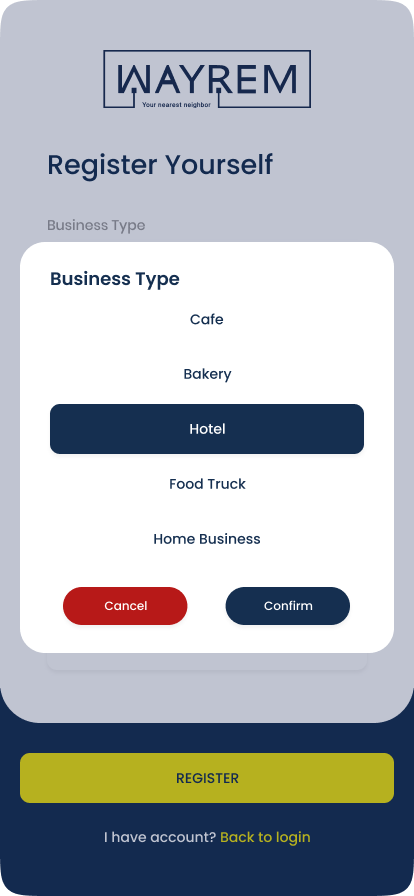 WAYREM
Your nearest neighbor
Register Yourself
Business Type
Business Type
Cafe
Bakery
Hotel
Food Truck
Home Business
Cancel
Confirm
REGISTER
I have account? Back to login